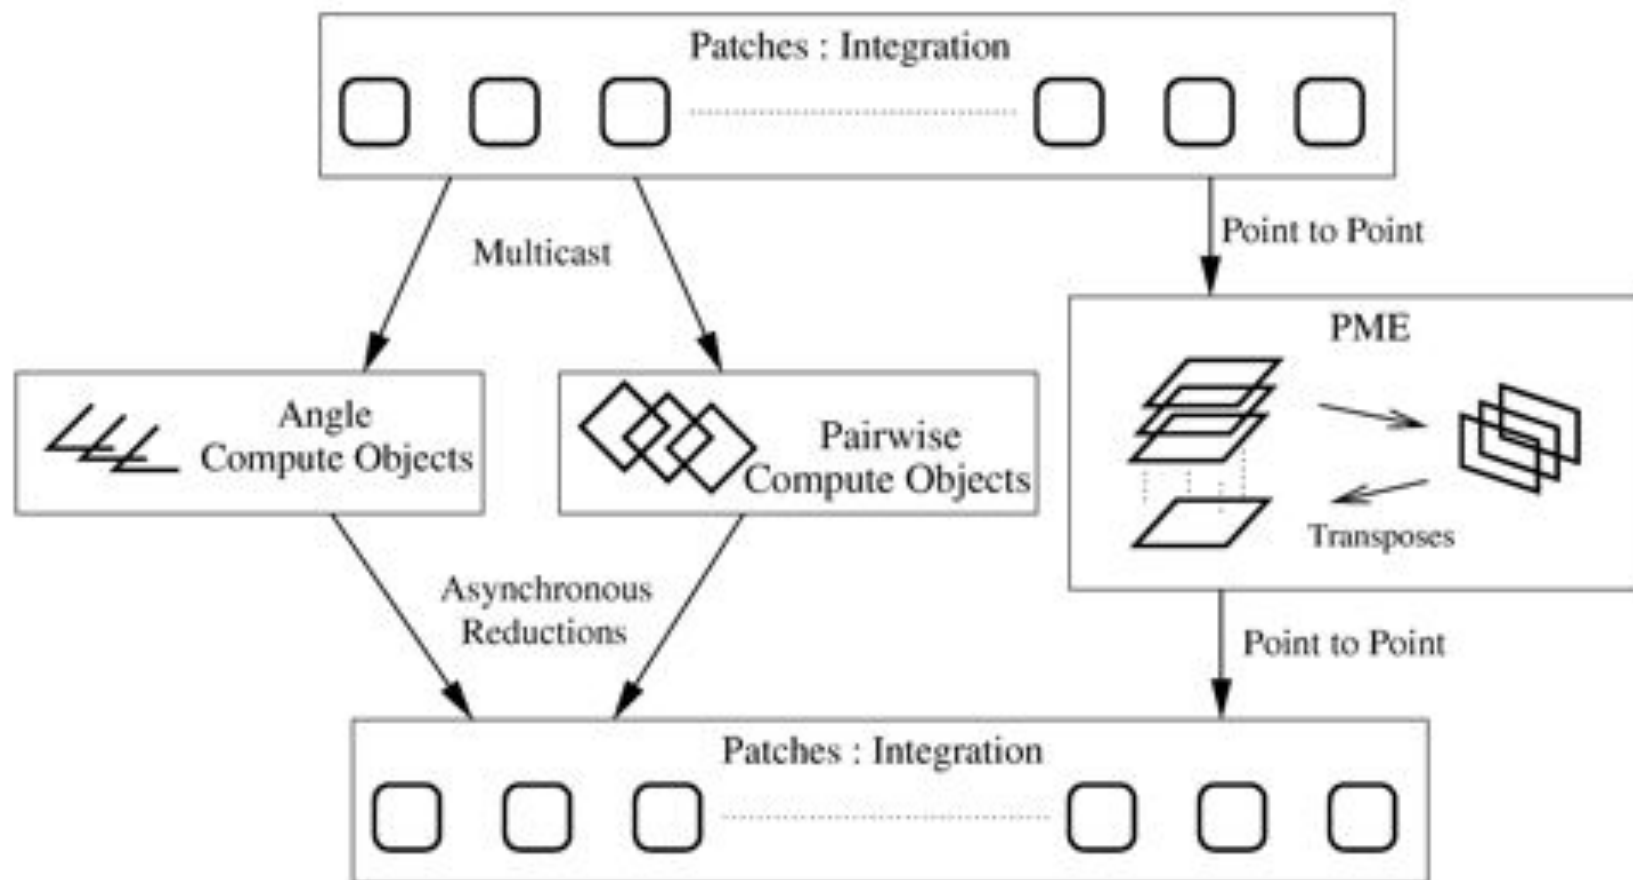 Patches : Integration
Multicast
Point to Point
PME
Angle
Compute Objects
Pairwise
Compute Objects
Transposes
Asynchronous
Reductions
Point to Point
Patches : Integration